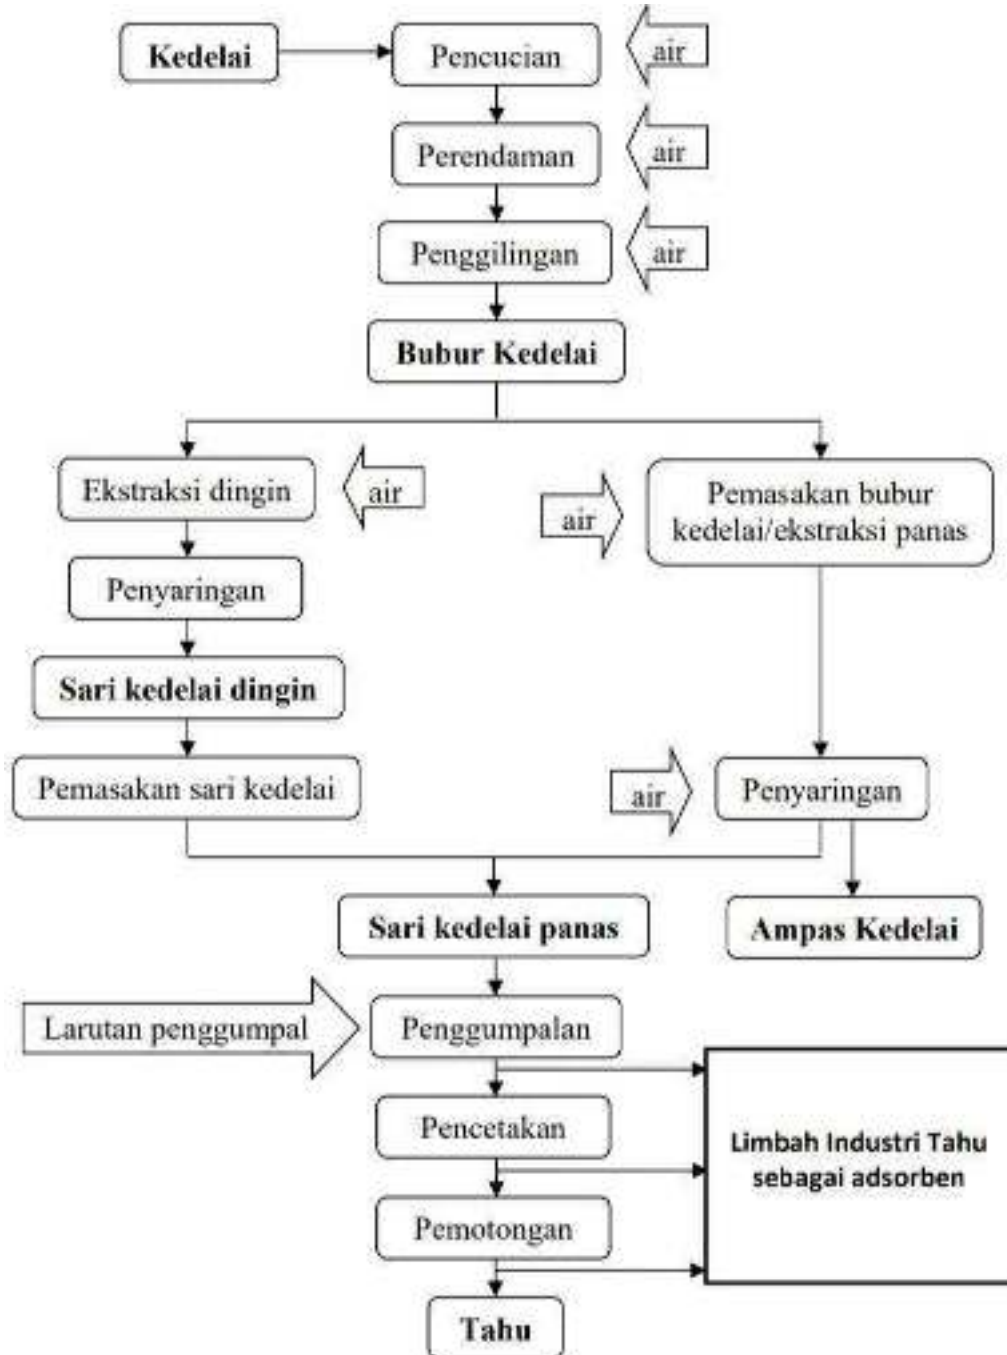 Kedelai
Pencucian
air
Perendaman
air
Penggilingan
air
Bubur Kedelai
Ekstraksi dingin
air
air
Pemasakan bubur
kedelai/ekstraksi panas
Penyaringan
Sari kedelai dingin
Pemasakan sari kedelai
air
Penyaringan
Sari kedelai panas
Ampas Kedelai
Larutan penggumpal
Penggumpalan
Pencetakan
Limbah Industri Tahu
sebagai adsorben
Pemotongan
Tahu